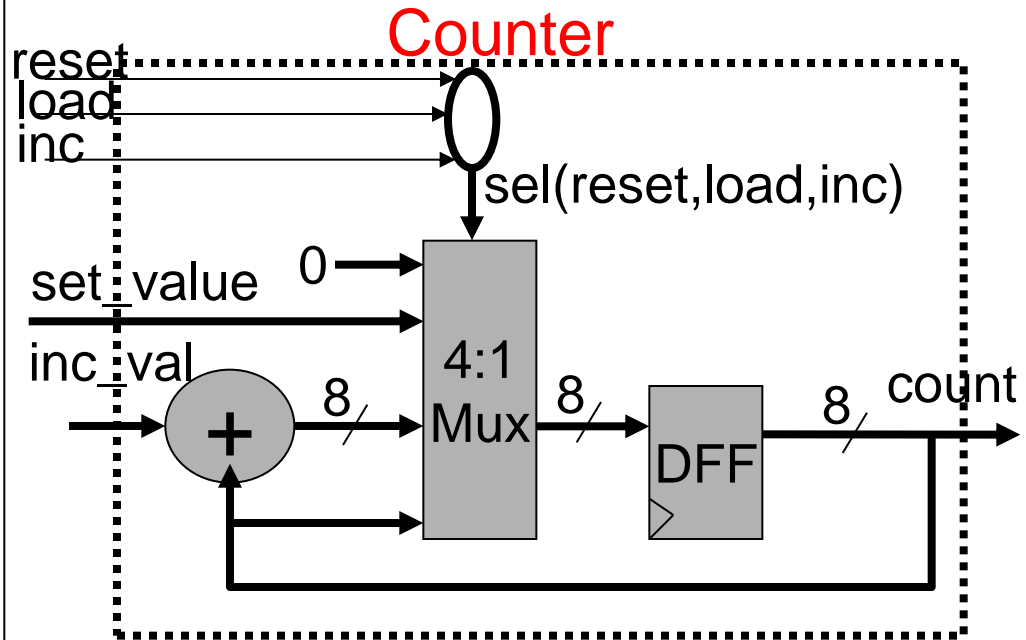 Counter
reset
load
inc
sel(reset,load,inc)
0
set_value
inc_val
+
8
4:1
Mux
8
DFF
8
count